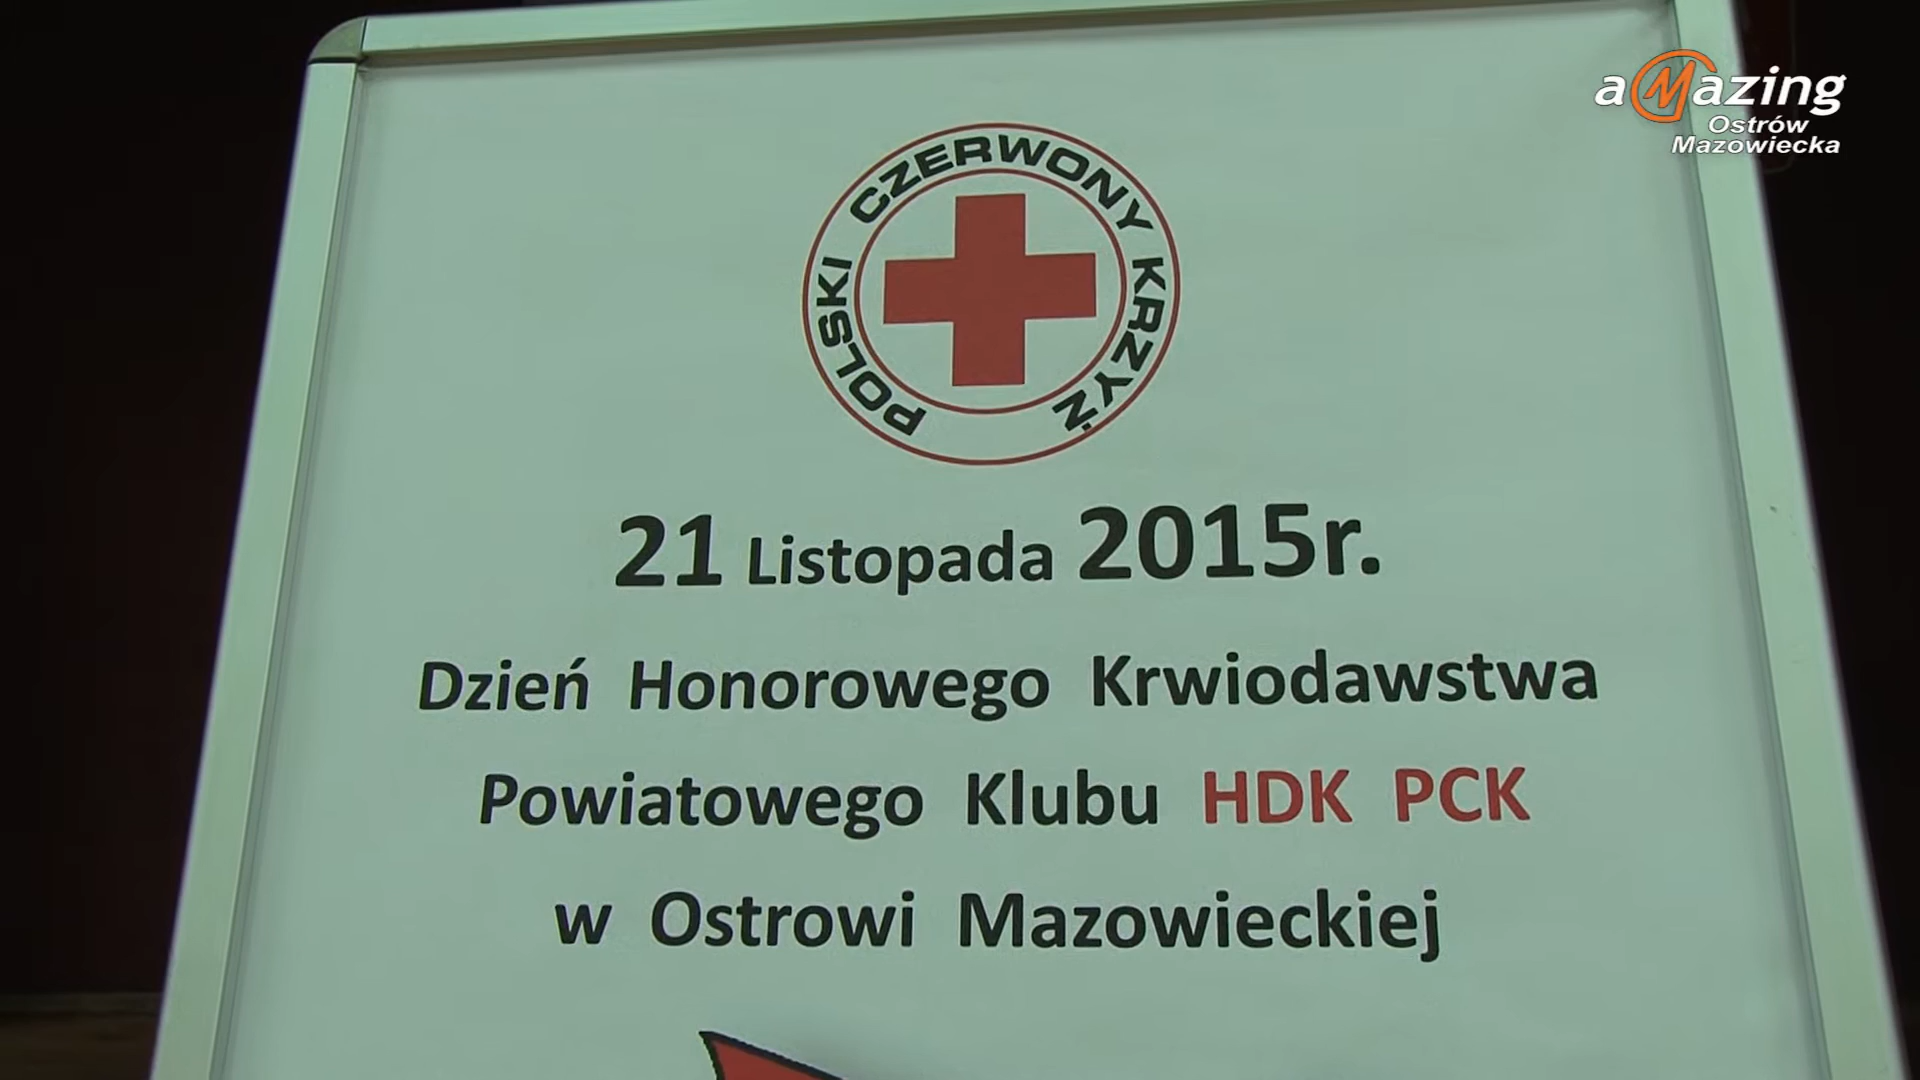 aMazing
Ostrów
Mazowiecka
POLSKI CZERWONY KRZYŻ
21 Listopada 2015r.
Dzień Honorowego Krwiodawstwa
Powiatowego Klubu HDK PCK
w Ostrowi Mazowieckiej